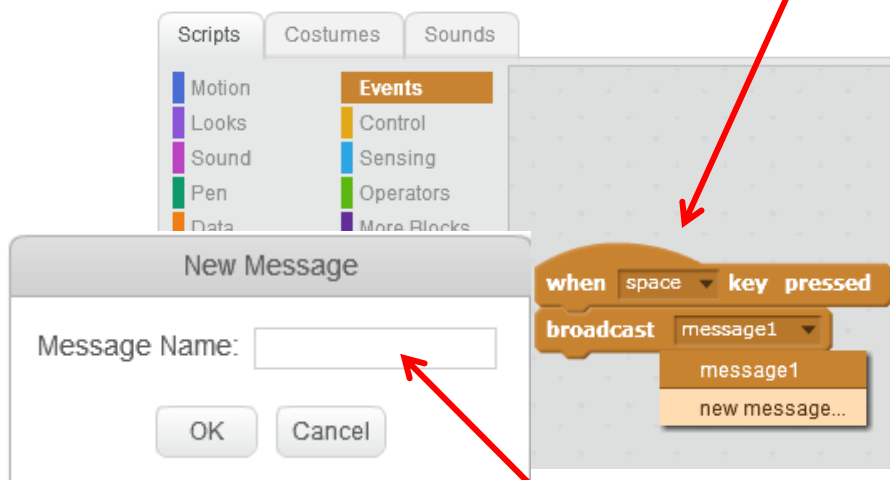 Scripts Costumes Sounds
Motion Events
Looks Control
Sound Sensing
Pen Operators
Data More Blocks
New Message
Message Name:
OK Cancel
when space key pressed
broadcast message1
message1
new message...